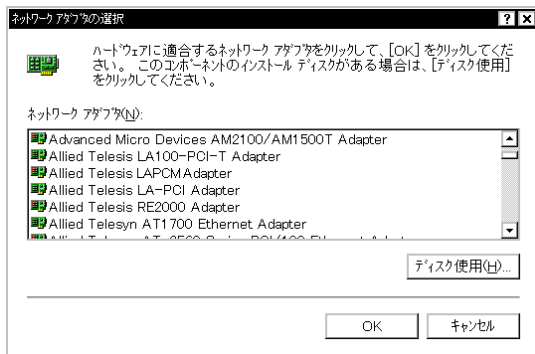 ネットワーク アダプタの選択
ハードウェアに適合するネットワーク アダプタをクリックして、[OK] をクリックしてくだ
さい。 このコンポーネントのインストール ディスクがある場合は、[ディスク使用]
をクリックしてください。
ネットワーク アダプタ(N):
Advanced Micro Devices AM2100/AM1500T Adapter
Allied Telesis LA100-PCI-T Adapter
Allied Telesis LAPCM Adapter
Allied Telesis LA-PCI Adapter
Allied Telesis RE2000 Adapter
Allied Telesyn AT1700 Ethernet Adapter
ディスク使用(H)...
OK
キャンセル